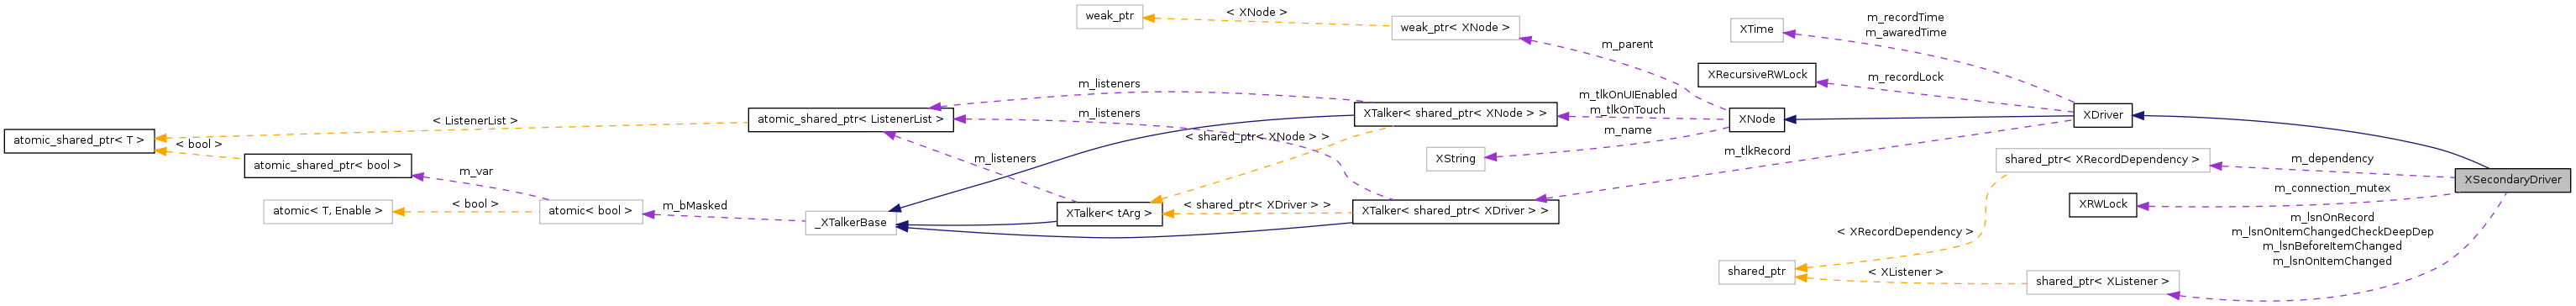 weak_ptr
< XNode >
weak_ptr< XNode >
m_parent
m_recordTime
m_awaredTime
XTime
XRecursiveRWLock
m_recordLock
m_listeners
m_listeners
m_listeners
atomic_shared_ptr< ListenerList >
< ListenerList >
atomic_shared_ptr< T >
< bool >
atomic_shared_ptr< bool >
m_var
atomic< T, Enable >
< bool >
atomic< bool >
m_bMasked
_XTalkerBase
XTalker< tArg >
< shared_ptr< XNode > >
< shared_ptr< XDriver > >
XTalker< shared_ptr< XNode > >
XTalker< shared_ptr< XDriver > >
m_tlkOnUIEnabled
m_tlkOnTouch
m_name
XString
XNode
m_tlkRecord
XDriver
shared_ptr< XRecordDependency >
m_dependency
XRWLock
m_connection_mutex
XSecondaryDriver
m_lsnOnRecord
m_lsnOnItemChangedCheckDeepDep
m_lsnBeforeItemChanged
m_lsnOnItemChanged
< XRecordDependency >
shared_ptr
< XListener >
shared_ptr< XListener >